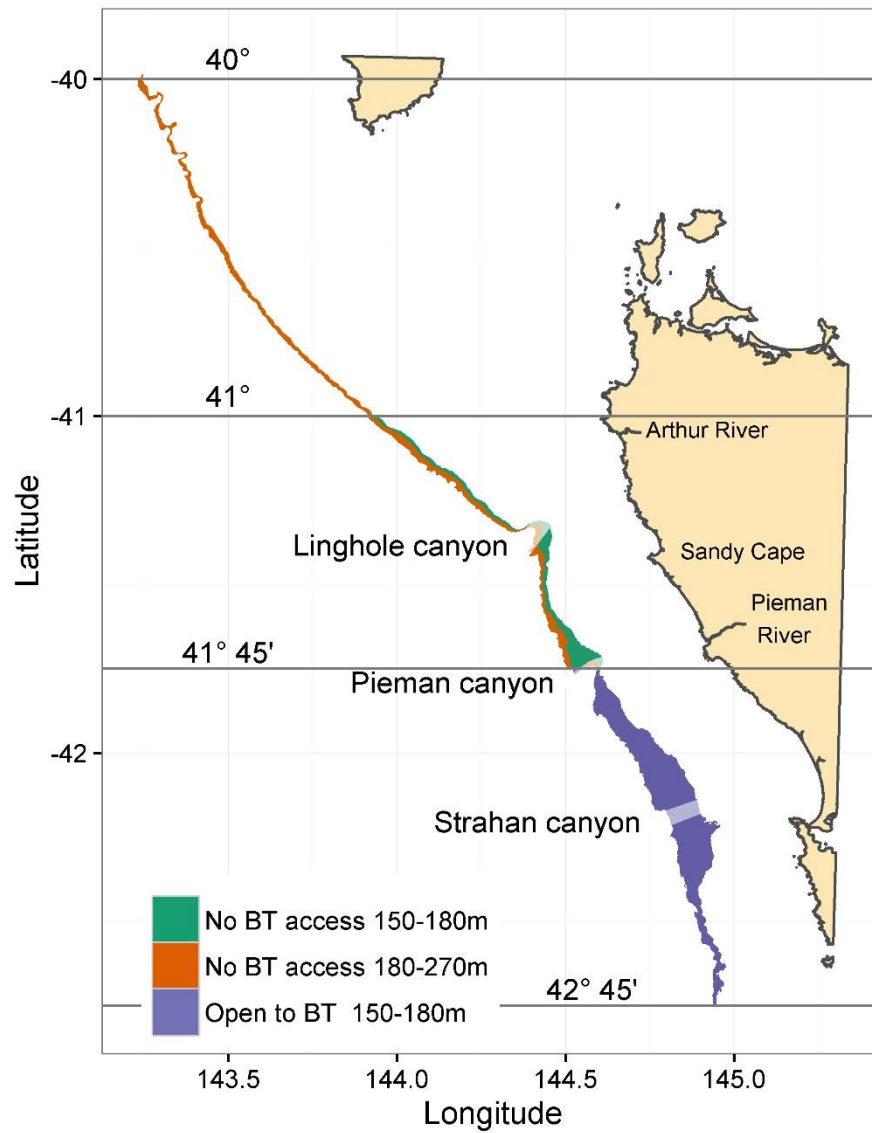 40°
-40
41°
-41
Arthur River
Linghole canyon
Sandy Cape
Pieman
River
41° 45'
Pieman canyon
-42
Strahan canyon
No BT access 150-180m
No BT access 180-270m
Open to BT 150-180m
42° 45'
Latitude
143.5
144.0
144.5
145.0
Longitude